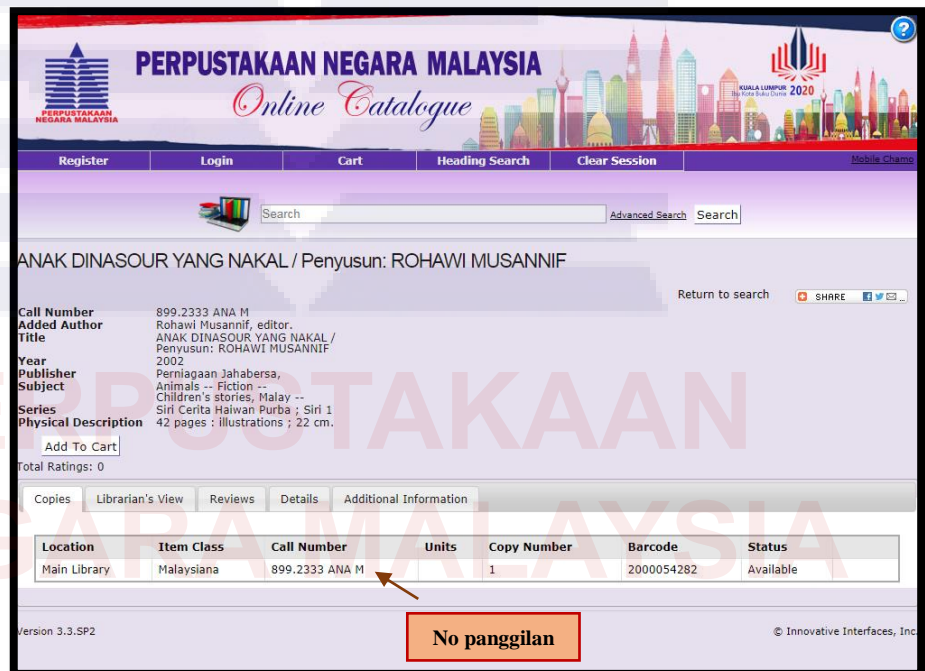 PERPUSTAKAAN NEGARA MALAYSIA
Online Catalogue
PERPUSTAKAAN
NEGARA MALAYSIA
KUALA LUMPUR 2020
?
Register Login Cart Heading Search Clear Session Mobile Chamo
Search Advanced Search Search
ANAK DINASOUR YANG NAKAL / Penyusun: ROHAWI MUSANNIF
Return to search SHARE
Call Number 899.2333 ANA M
Added Author Rohawi Musannif, editor.
Title ANAK DINASOUR YANG NAKAL /
Penyusun: ROHAWI MUSANNIF
Year 2002
Publisher Perniagaan Jahabersa,
Subject Animals -- Fiction --
Children's stories, Malay --
Series Siri Cerita Haiwan Purba ; Siri 1
Physical Description 42 pages : illustrations ; 22 cm.
Add To Cart
Total Ratings: 0
PERPUSTAKAAN
Copies Librarian's View Reviews Details Additional Information
NEGARA MALAYSIA
Location Item Class Call Number Units Copy Number Barcode Status
Main Library Malaysiana 899.2333 ANA M 1 2000054282 Available
No panggilan
Version 3.3.SP2 © Innovative Interfaces, Inc.